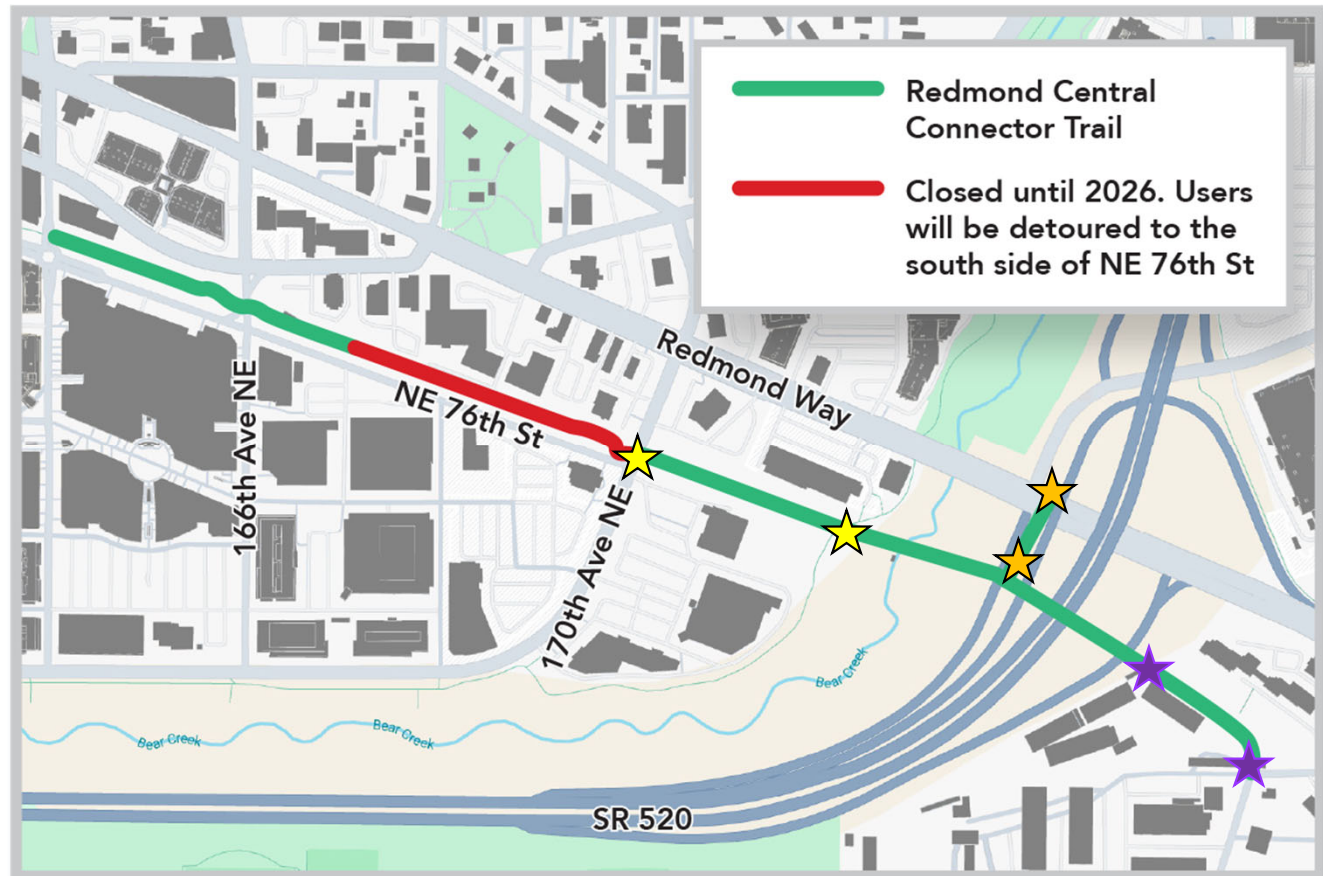 Redmond Central
Connector Trail
Closed until 2026. Users
will be detoured to the
south side of NE 76th St
Redmond Way
NE 76th St
166th Ave NE
170th Ave NE
Bear Creek
Bear Creek
Bear Creek
SR 520